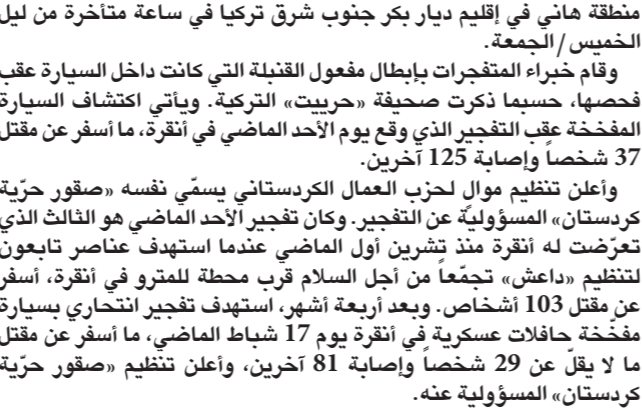 منطقة هاني في إقليم ديار بكر جنوب شرق تركيا في ساعة متأخرة من ليل
الخميس/الجمعة.
وقام خبراء المتفجرات بإبطال مفعول القنبلة التي كانت داخل السيارة عقب
فحصها، حسبما ذكرت صحيفة «حرييت» التركية. ويأتي اكتشاف السيارة
المفخخة عقب التفجير الذي وقع يوم الأحد الماضي في أنقرة، ما أسفر عن مقتل
37 شخصاً وإصابة 125 آخرين.
وأعلن تنظيم موالٍ لحزب العمال الكردستاني يسمّي نفسه «صقور حرّية
كردستان» المسؤوليّة عن التفجير. وكان تفجير الأحد الماضي هو الثالث الذي
تعرّضت له أنقرة منذ تشرين أول الماضي عندما استهدف عناصر تابعون
لتنظيم «داعش» تجمّعاً من أجل السلام قرب محطة للمترو في أنقرة، أسفر
عن مقتل 103 أشخاص. وبعد أربعة أشهر، استهدف تفجير انتحاري بسيارة
مفخّخة حافلات عسكرية في أنقرة يوم 17 شباط الماضي، ما أسفر عن مقتل
ما لا يقلّ عن 29 شخصاً وإصابة 81 آخرين، وأعلن تنظيم «صقور حرّية
كردستان» المسؤولية عنه.